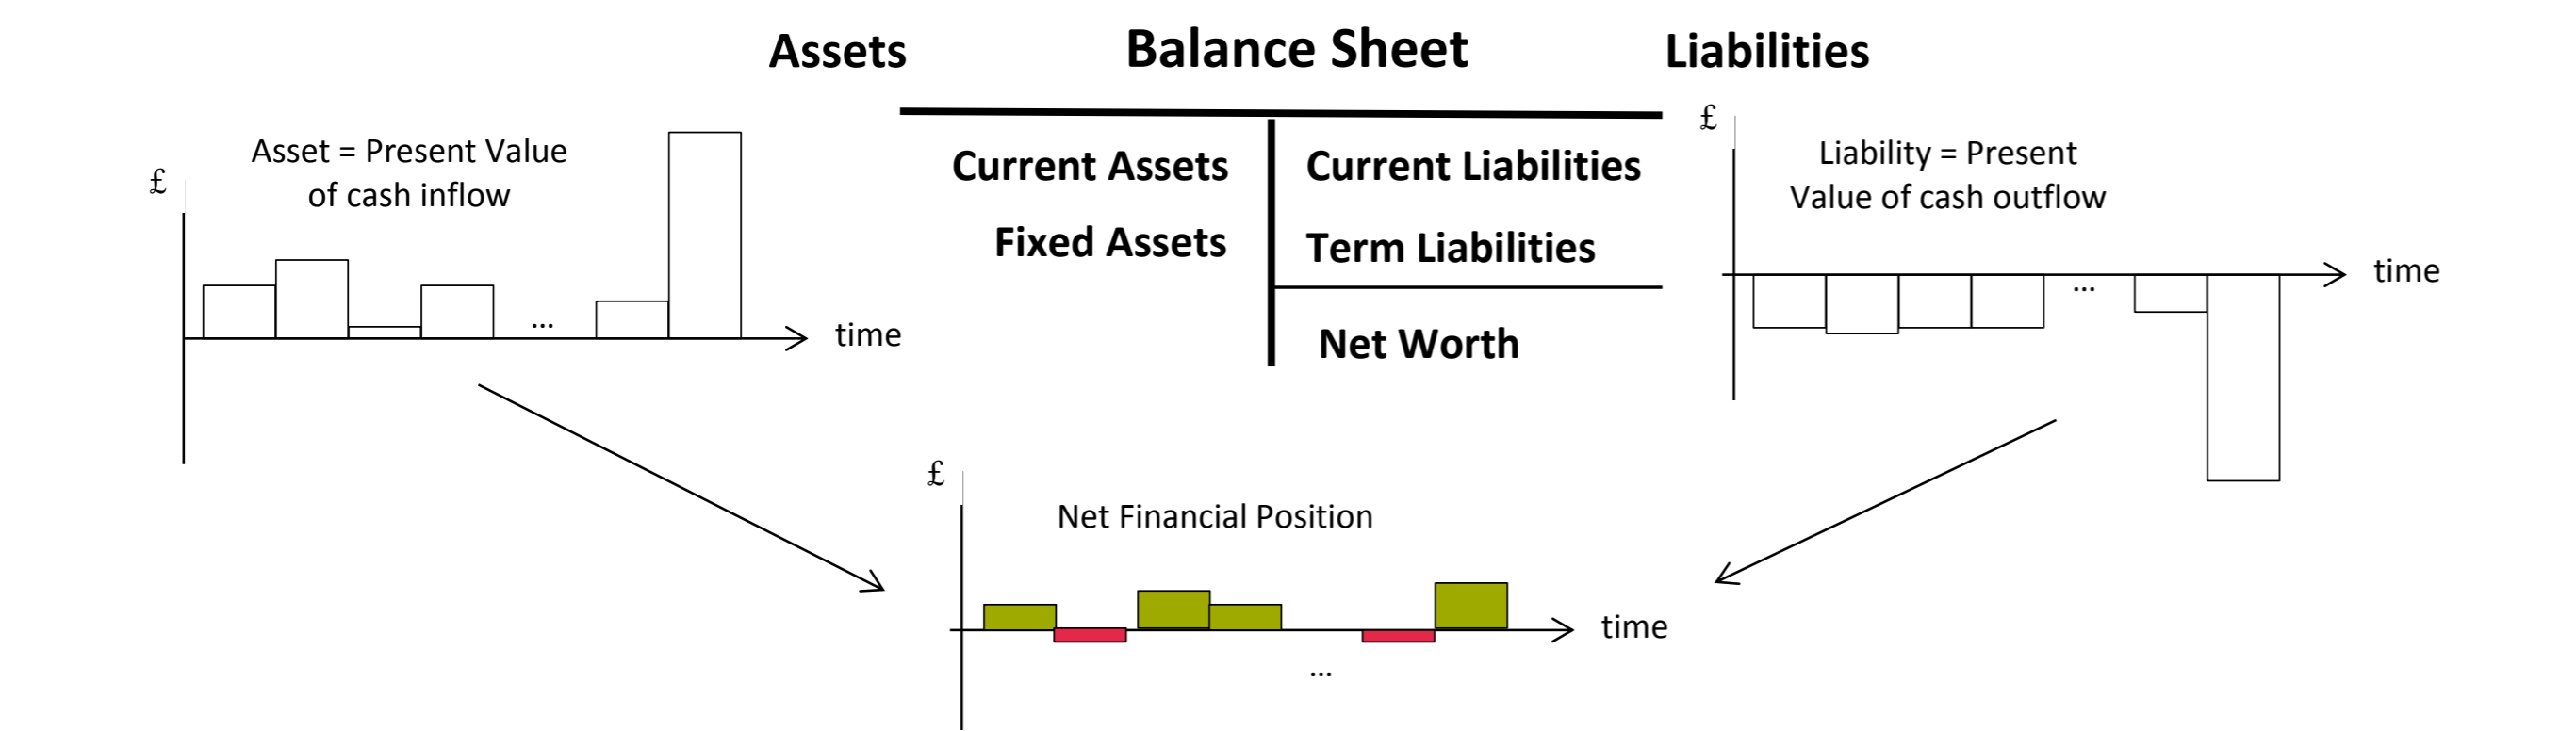 Assets
Balance Sheet
Liabilities
£
Asset = Present Value
of cash inflow
...
time
Current Assets
Fixed Assets
Current Liabilities
Term Liabilities
Net Worth
£
Liability = Present
Value of cash outflow
...
time
£
Net Financial Position
time
...